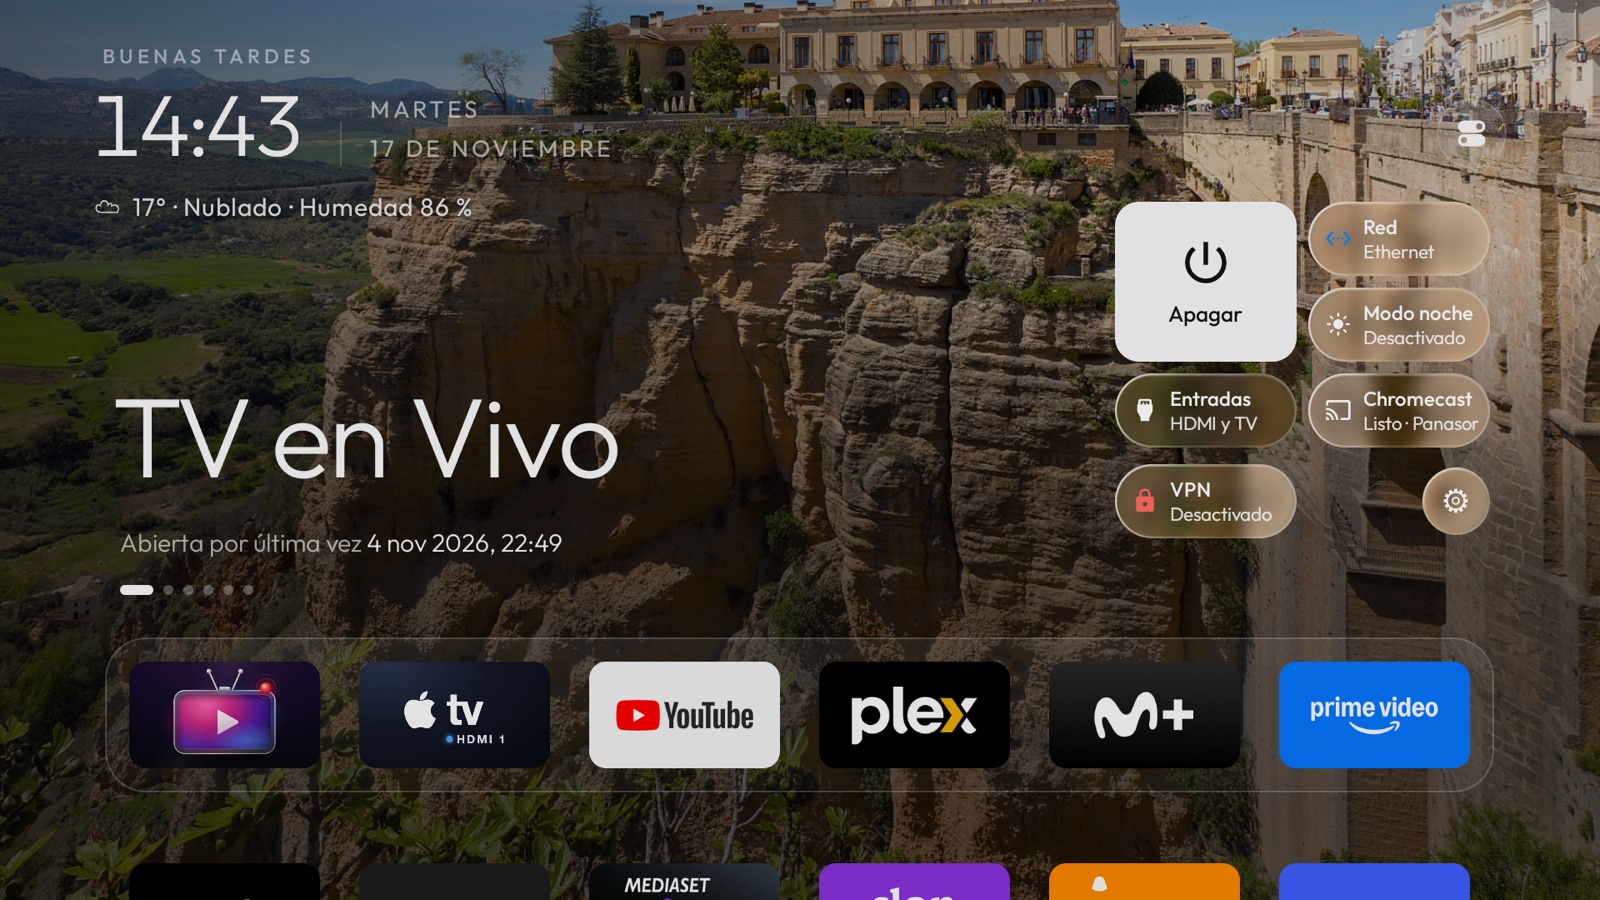 BUENAS TARDES
14:43
MARTES
17 DE NOVIEMBRE
17° · Nublado · Humedad 86 %
Apagar
Red
Ethernet
Modo noche
Desactivado
Entradas
HDMI y TV
Chromecast
Listo · Panasor
VPN
Desactivado
TV en Vivo
Abierta por última vez 4 nov 2026, 22:49
tv
HDMI 1
YouTube
plex
M+
prime video
MEDIASET